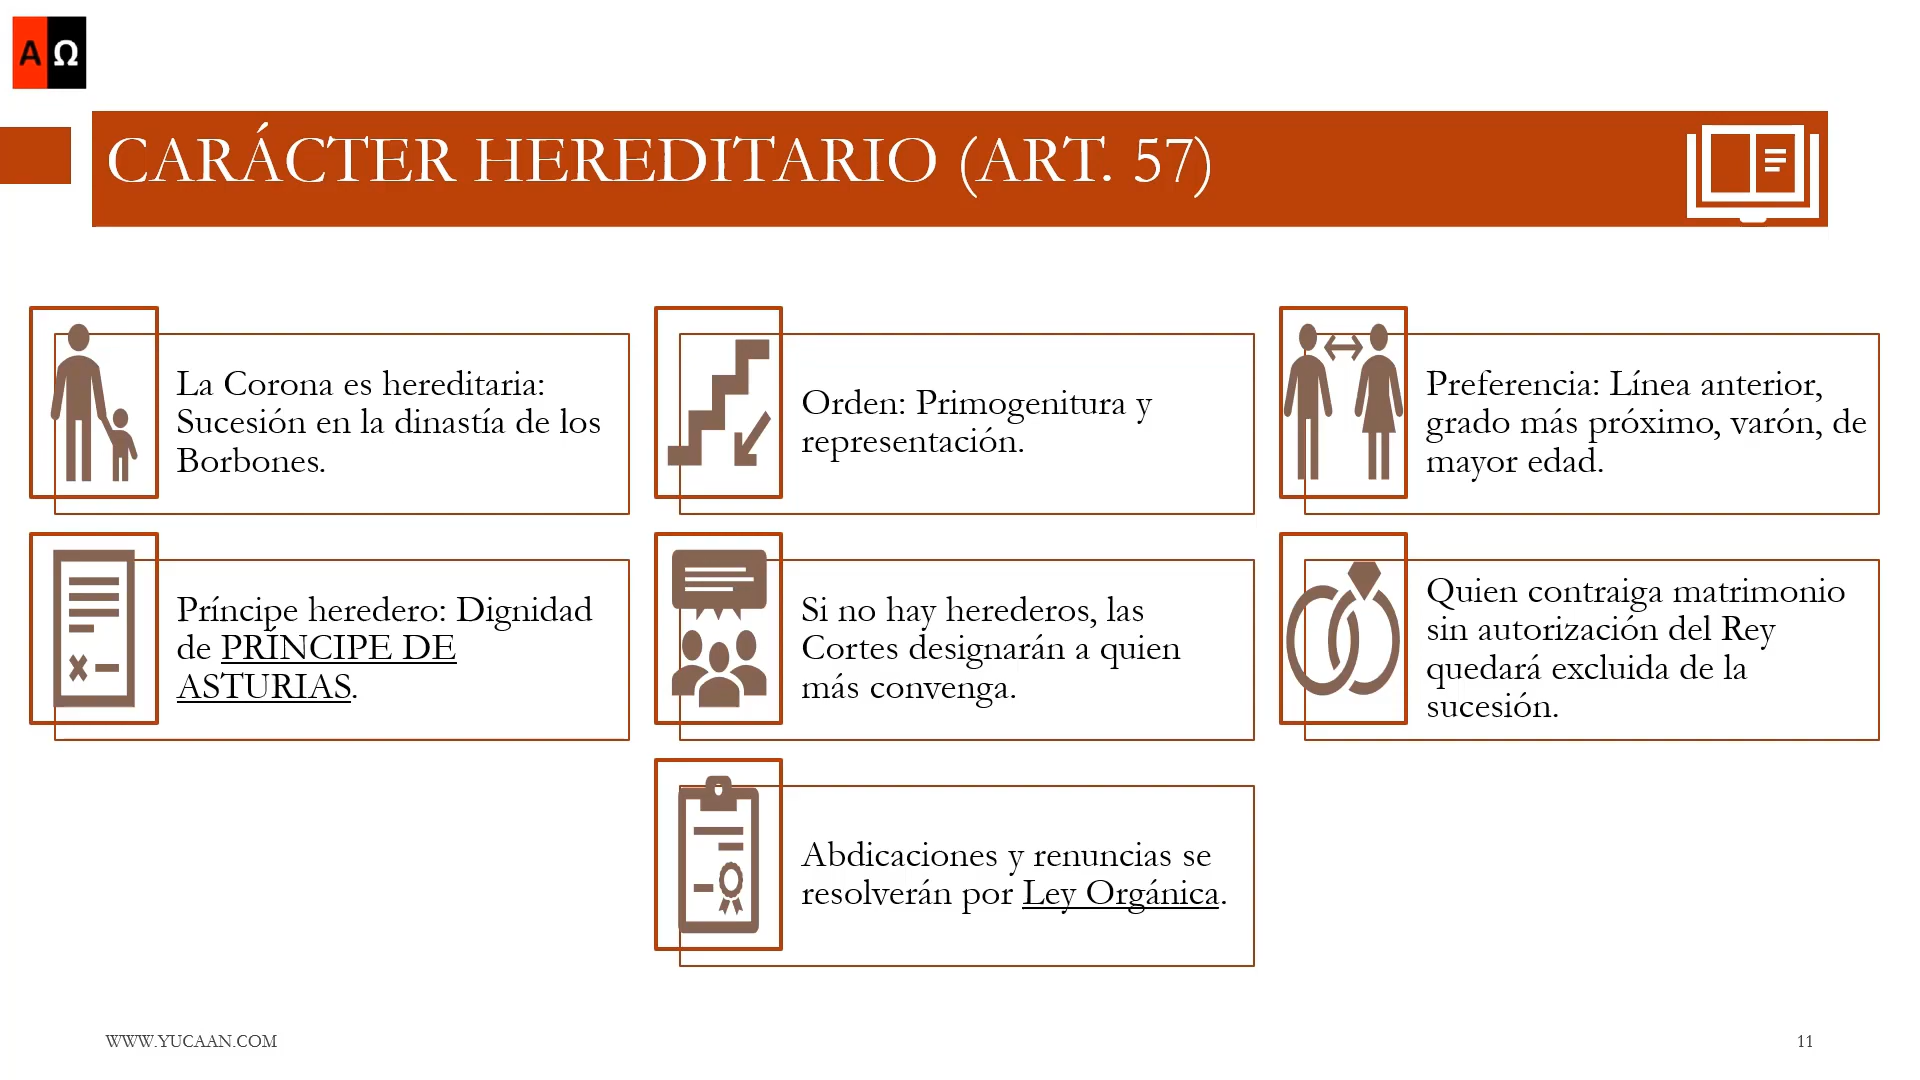 AΩ
CARÁCTER HEREDITARIO (ART. 57)
La Corona es hereditaria:
Sucesión en la dinastía de los
Borbones.
Orden: Primogenitura y
representación.
Preferencia: Línea anterior,
grado más próximo, varón, de
mayor edad.
Príncipe heredero: Dignidad
de PRÍNCIPE DE
ASTURIAS.
Si no hay herederos, las
Cortes designarán a quien
más convenga.
Quien contraiga matrimonio
sin autorización del Rey
quedará excluida de la
sucesión.
Abdicaciones y renuncias se
resolverán por Ley Orgánica.
WWW.YUCAAN.COM
11